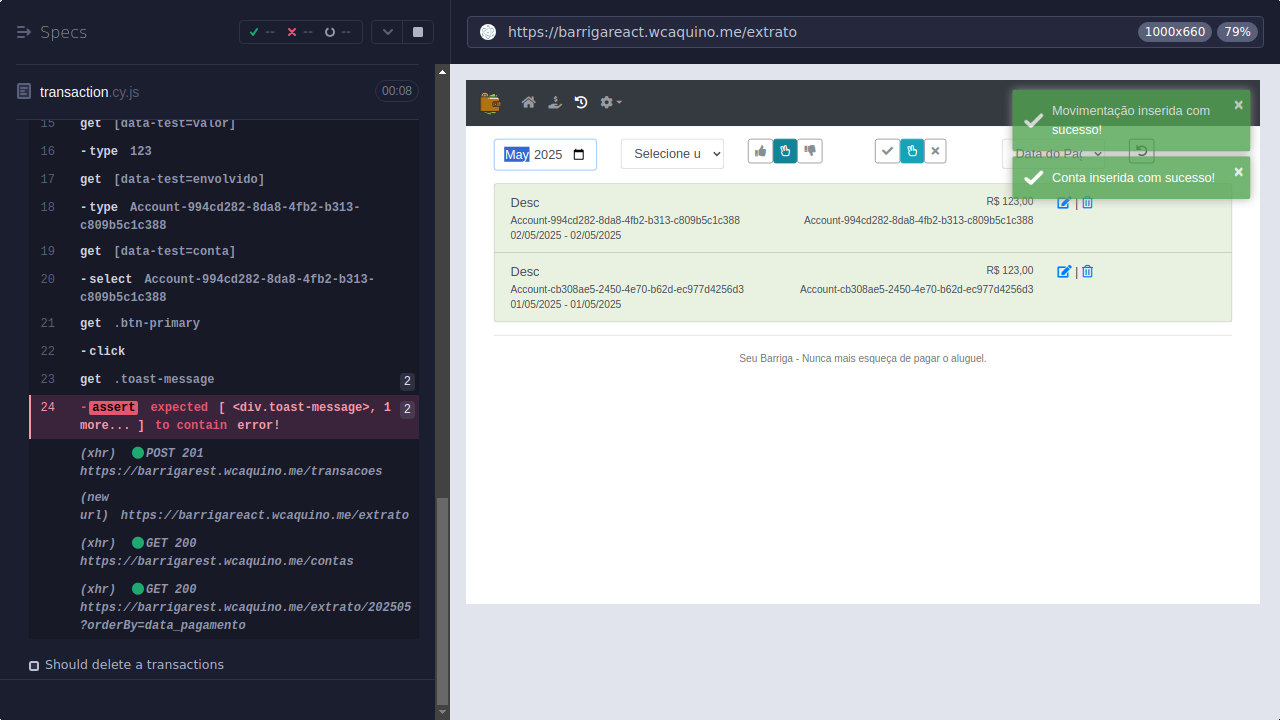 Specs
--
--
--
https://barrigareact.wcaquino.me/extrato
1000x660
79%
transaction.cy.js
00:08
15 get [data-test=valor]
16 -type 123
17 get [data-test=envolvido]
18 -type Account-994cd282-8da8-4fb2-b313-
c809b5c1c388
19 get [data-test=conta]
20 -select Account-994cd282-8da8-4fb2-b313-
c809b5c1c388
21 get .btn-primary
22 -click
23 get .toast-message 2
24 -assert expected [ <div.toast-message>, 1 2
more... ] to contain error!
(xhr) POST 201
https://barrigarest.wcaquino.me/transacoes
(new
url) https://barrigareact.wcaquino.me/extrato
(xhr) GET 200
https://barrigarest.wcaquino.me/contas
(xhr) GET 200
https://barrigarest.wcaquino.me/extrato/202505
?orderBy=data_pagamento
Should delete a transactions
Movimentação inserida com
sucesso!
×
May 2025
Selecione u
Data do Pag
Conta inserida com sucesso!
×
Desc
R$ 123,00
Account-994cd282-8da8-4fb2-b313-c809b5c1c388
Account-994cd282-8da8-4fb2-b313-c809b5c1c388
|
02/05/2025 - 02/05/2025
Desc
R$ 123,00
Account-cb308ae5-2450-4e70-b62d-ec977d4256d3
Account-cb308ae5-2450-4e70-b62d-ec977d4256d3
|
01/05/2025 - 01/05/2025
Seu Barriga - Nunca mais esqueça de pagar o aluguel.